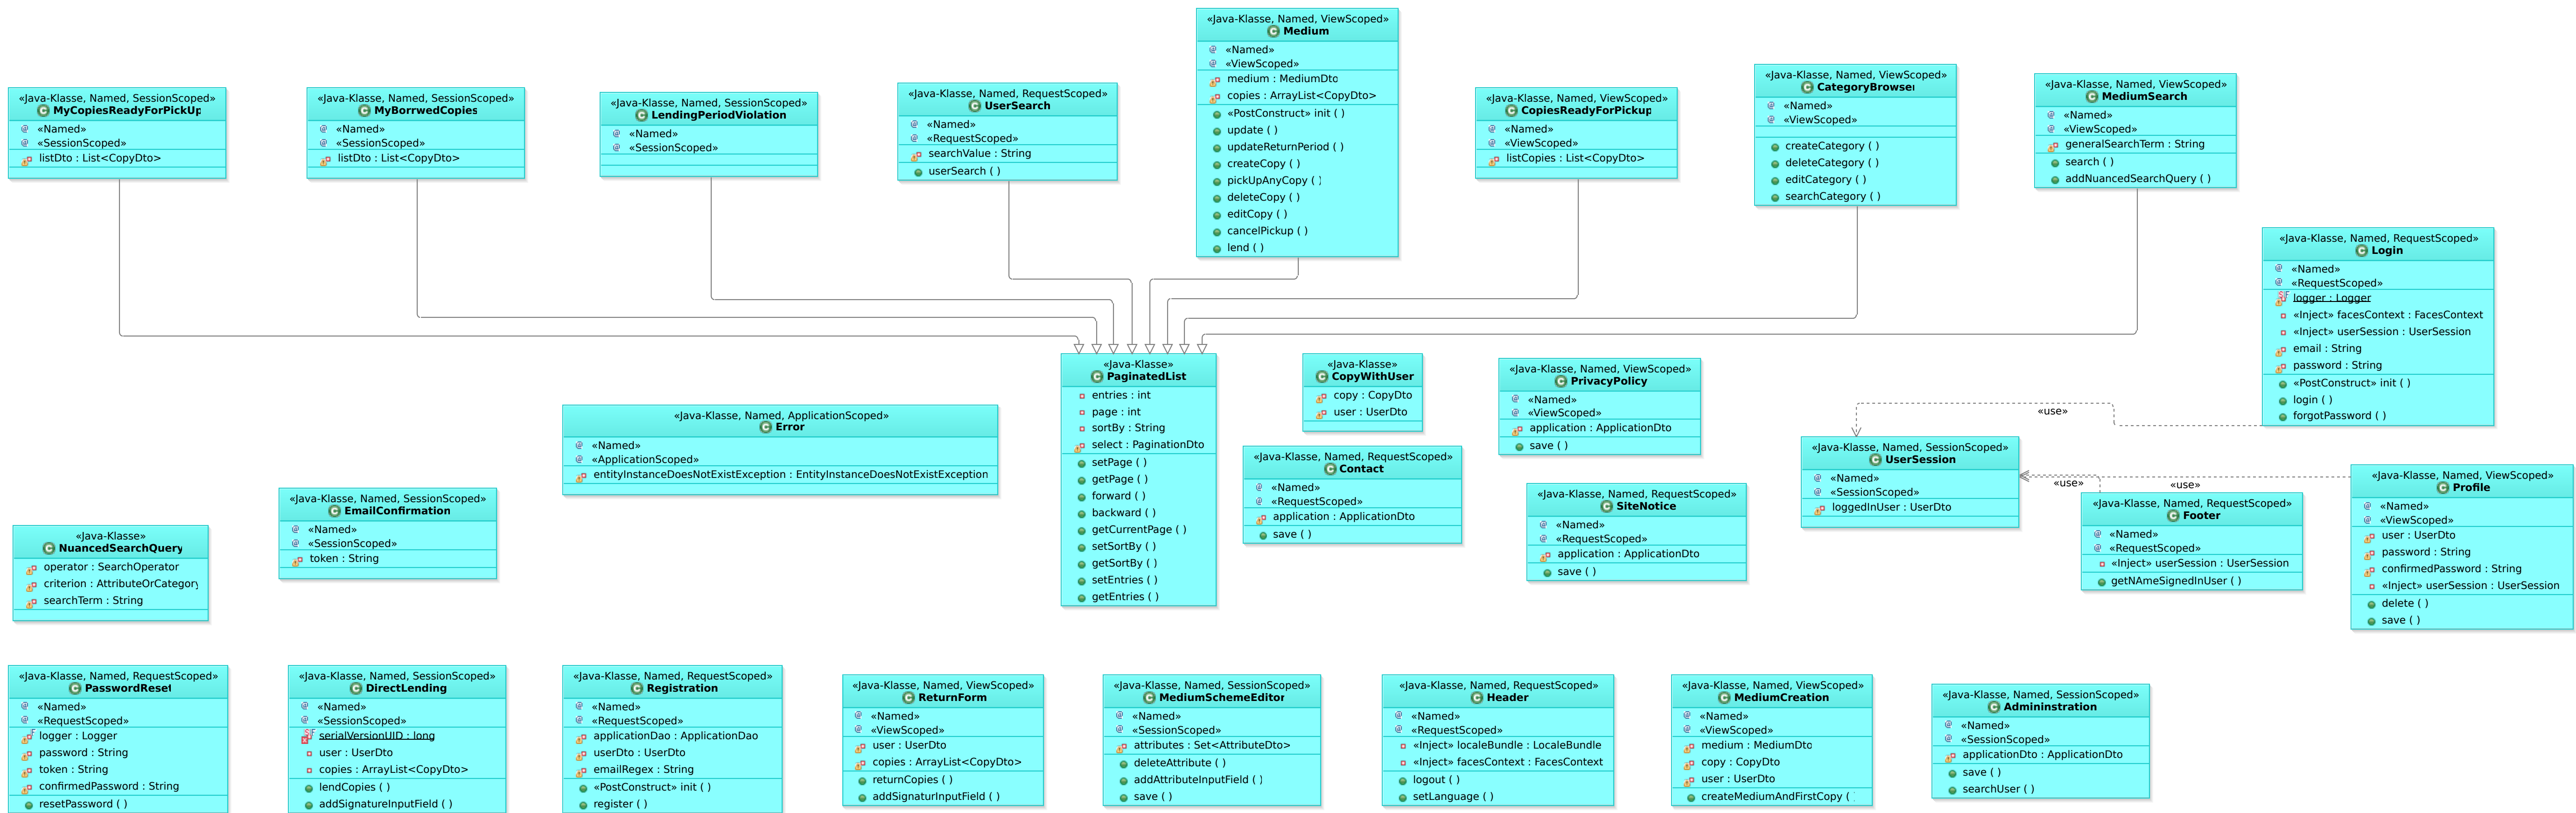 «Java-Klasse, Named, SessionScoped»
MyCopiesReadyForPickUp
@ «Named»
@ «SessionScoped»
listDto : List<CopyDto>
«Java-Klasse, Named, SessionScoped»
MyBorrwedCopies
@ «Named»
@ «SessionScoped»
listDto : List<CopyDto>
«Java-Klasse, Named, SessionScoped»
LendingPeriodViolation
@ «Named»
@ «SessionScoped»
«Java-Klasse, Named, RequestScoped»
UserSearch
@ «Named»
@ «RequestScoped»
searchValue : String
userSearch ( )
«Java-Klasse, Named, ViewScoped»
Medium
@ «Named»
@ «ViewScoped»
medium : MediumDto
copies : ArrayList<CopyDto>
«PostConstruct» init ( )
update ( )
updateReturnPeriod ( )
createCopy ( )
pickUpAnyCopy ( )
deleteCopy ( )
editCopy ( )
cancelPickup ( )
lend ( )
«Java-Klasse, Named, ViewScoped»
CopiesReadyForPickup
@ «Named»
@ «ViewScoped»
listCopies : List<CopyDto>
«Java-Klasse, Named, ViewScoped»
CategoryBrowser
@ «Named»
@ «ViewScoped»
createCategory ( )
deleteCategory ( )
editCategory ( )
searchCategory ( )
«Java-Klasse, Named, ViewScoped»
MediumSearch
@ «Named»
@ «ViewScoped»
generalSearchTerm : String
search ( )
addNuancedSearchQuery ( )
«Java-Klasse, Named, RequestScoped»
Login
@ «Named»
@ «RequestScoped»
logger : Logger
«Inject» facesContext : FacesContext
«Inject» userSession : UserSession
email : String
password : String
«PostConstruct» init ( )
login ( )
forgotPassword ( )
«Java-Klasse»
PaginatedList
entries : int
page : int
sortBy : String
select : PaginationDto
setPage ( )
getPage ( )
forward ( )
backward ( )
getCurrentPage ( )
setSortBy ( )
getSortBy ( )
setEntries ( )
getEntries ( )
«Java-Klasse»
CopyWithUser
copy : CopyDto
user : UserDto
«Java-Klasse, Named, ViewScoped»
PrivacyPolicy
@ «Named»
@ «ViewScoped»
application : ApplicationDto
save ( )
«Java-Klasse, Named, ApplicationScoped»
Error
@ «Named»
@ «ApplicationScoped»
entityInstanceDoesNotExistException : EntityInstanceDoesNotExistException
«Java-Klasse, Named, RequestScoped»
Contact
@ «Named»
@ «RequestScoped»
application : ApplicationDto
save ( )
«use»
«Java-Klasse, Named, SessionScoped»
UserSession
@ «Named»
@ «SessionScoped»
loggedInUser : UserDto
«use»
«use»
«Java-Klasse, Named, ViewScoped»
Profile
@ «Named»
@ «ViewScoped»
user : UserDto
password : String
confirmedPassword : String
«Inject» userSession : UserSession
delete ( )
save ( )
«Java-Klasse, Named, RequestScoped»
Footer
@ «Named»
@ «RequestScoped»
«Inject» userSession : UserSession
getNAmeSignedInUser ( )
«Java-Klasse, Named, RequestScoped»
SiteNotice
@ «Named»
@ «RequestScoped»
application : ApplicationDto
save ( )
«Java-Klasse, Named, SessionScoped»
EmailConfirmation
@ «Named»
@ «SessionScoped»
token : String
«Java-Klasse»
NuancedSearchQuery
operator : SearchOperator
criterion : AttributeOrCategory
searchTerm : String
«Java-Klasse, Named, RequestScoped»
PasswordReset
@ «Named»
@ «RequestScoped»
logger : Logger
password : String
token : String
confirmedPassword : String
resetPassword ( )
«Java-Klasse, Named, SessionScoped»
DirectLending
@ «Named»
@ «SessionScoped»
serialVersionUID : long
user : UserDto
copies : ArrayList<CopyDto>
lendCopies ( )
addSignatureInputField ( )
«Java-Klasse, Named, RequestScoped»
Registration
@ «Named»
@ «RequestScoped»
applicationDao : ApplicationDao
userDto : UserDto
emailRegex : String
«PostConstruct» init ( )
register ( )
«Java-Klasse, Named, ViewScoped»
ReturnForm
@ «Named»
@ «ViewScoped»
user : UserDto
copies : ArrayList<CopyDto>
returnCopies ( )
addSignaturInputField ( )
«Java-Klasse, Named, SessionScoped»
MediumSchemeEditor
@ «Named»
@ «SessionScoped»
attributes : Set<AttributeDto>
deleteAttribute ( )
addAttributeInputField ( )
save ( )
«Java-Klasse, Named, RequestScoped»
Header
@ «Named»
@ «RequestScoped»
«Inject» localeBundle : LocaleBundle
«Inject» facesContext : FacesContext
logout ( )
setLanguage ( )
«Java-Klasse, Named, ViewScoped»
MediumCreation
@ «Named»
@ «ViewScoped»
medium : MediumDto
copy : CopyDto
user : UserDto
createMediumAndFirstCopy (
«Java-Klasse, Named, SessionScoped»
Admininstration
@ «Named»
@ «SessionScoped»
applicationDto : ApplicationDto
save ( )
searchUser ( )